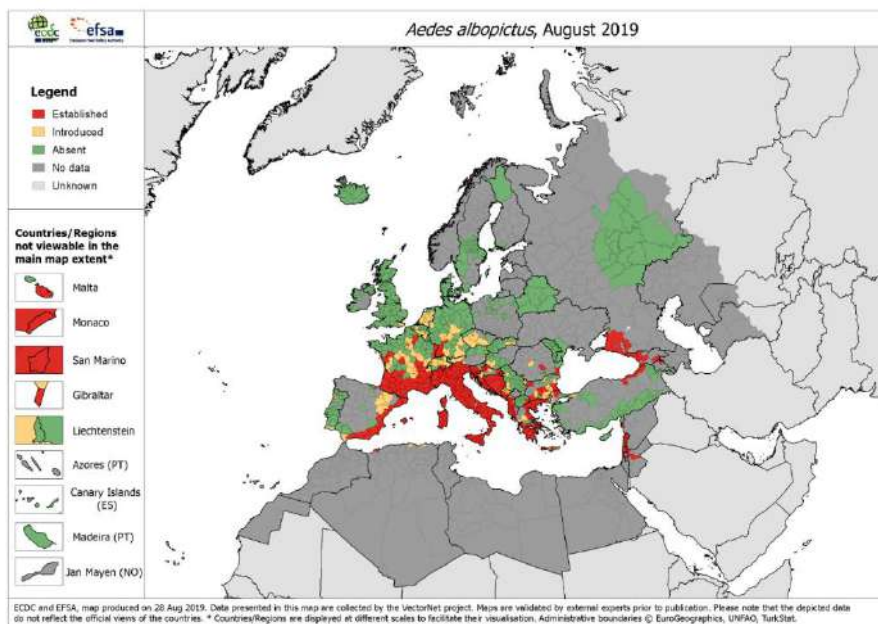 ecdc
efsa
Aedes albopictus, August 2019
Legend
Established
Introduced
Absent
No data
Unknown
Countries/Regions
not viewable in the
main map extent*
Malta
Monaco
San Marino
Gibraltar
Liechtenstein
Azores (PT)
Canary Islands
(ES)
Madeira (PT)
Jan Mayen (NO)
ECDC and EFSA, map produced on 28 Aug 2019. Data presented in this map are collected by the VectorNet project. Maps are validated by external experts prior to publication. Please note that the depicted data
do not reflect the official views of the countries. * Countries/Regions are displayed at different scales to facilitate their visualisation. Administrative boundaries © EuroGeographics, UNFAO, TurkStat.